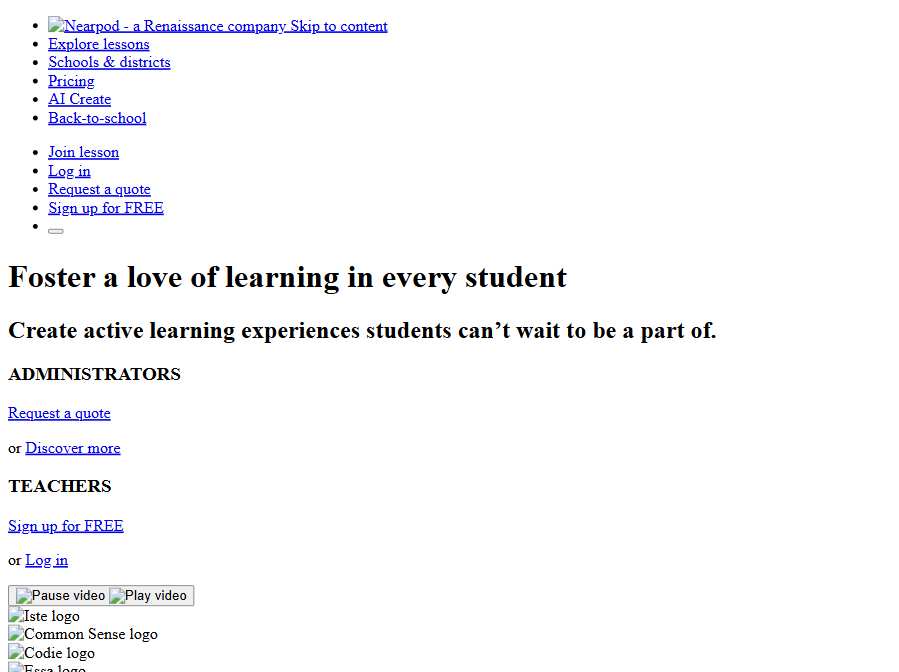 Nearpod - a Renaissance company Skip to content
Explore lessons
Schools & districts
Pricing
AI Create
Back-to-school
Join lesson
Log in
Request a quote
Sign up for FREE
Foster a love of learning in every student
Create active learning experiences students can’t wait to be a part of.
ADMINISTRATORS
Request a quote
or Discover more
TEACHERS
Sign up for FREE
or Log in
Pause video Play video
Iste logo
Common Sense logo
Codie logo
Essa logo